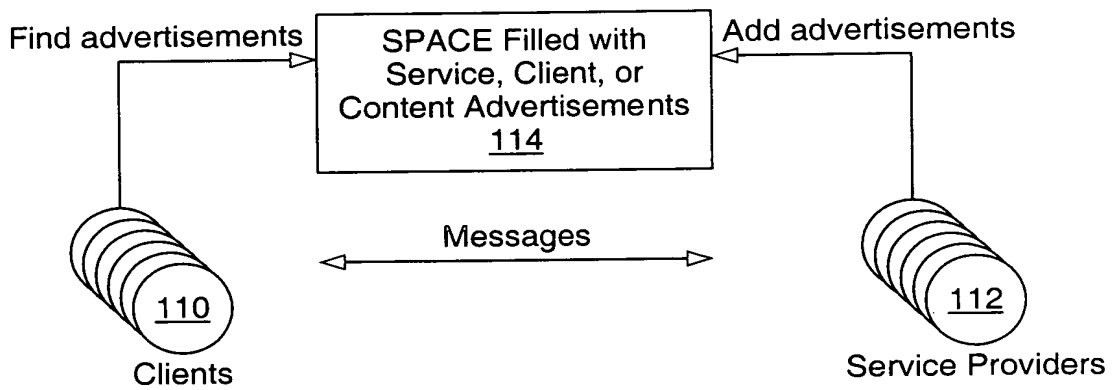 Find advertisements
SPACE Filled with
Service, Client, or
Content Advertisements
114
Add advertisements
Messages
110
Clients
112
Service Providers